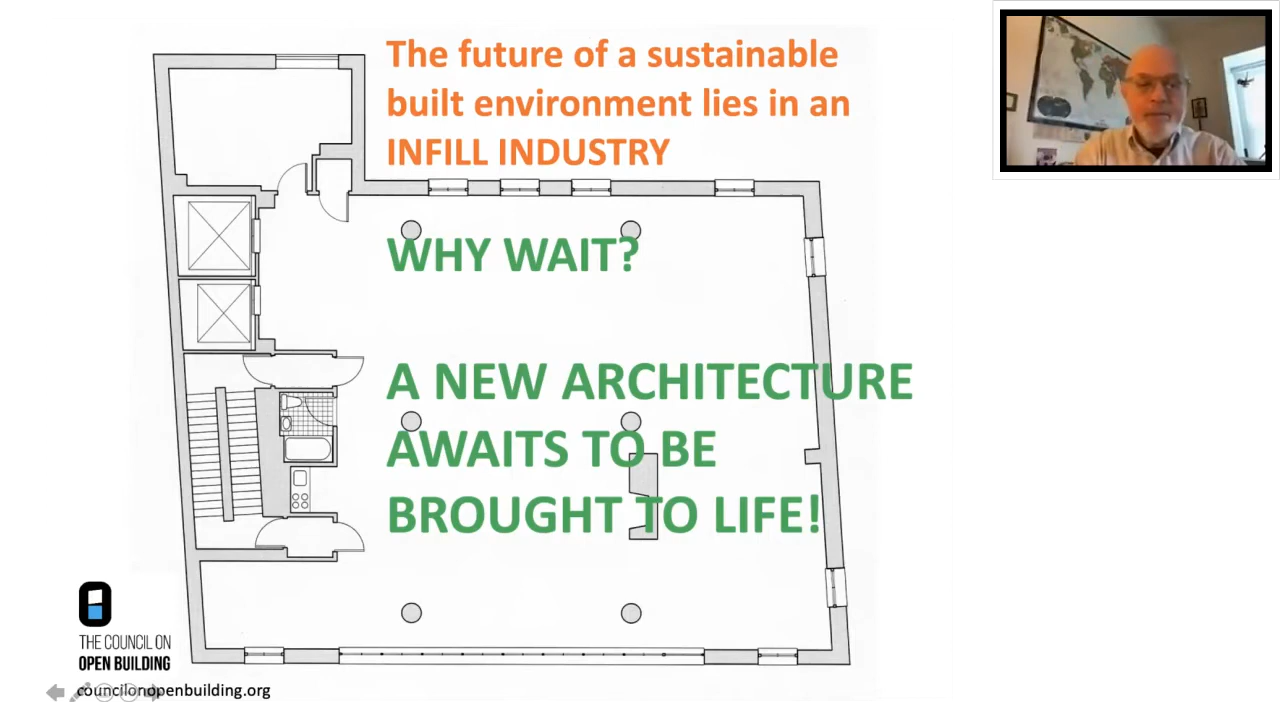 The future of a sustainable
built environment lies in an
INFILL INDUSTRY
WHY WAIT?
A NEW ARCHITECTURE
AWAITS TO BE
BROUGHT TO LIFE!
THE COUNCIL ON
OPEN BUILDING
councilonopenbuilding.org